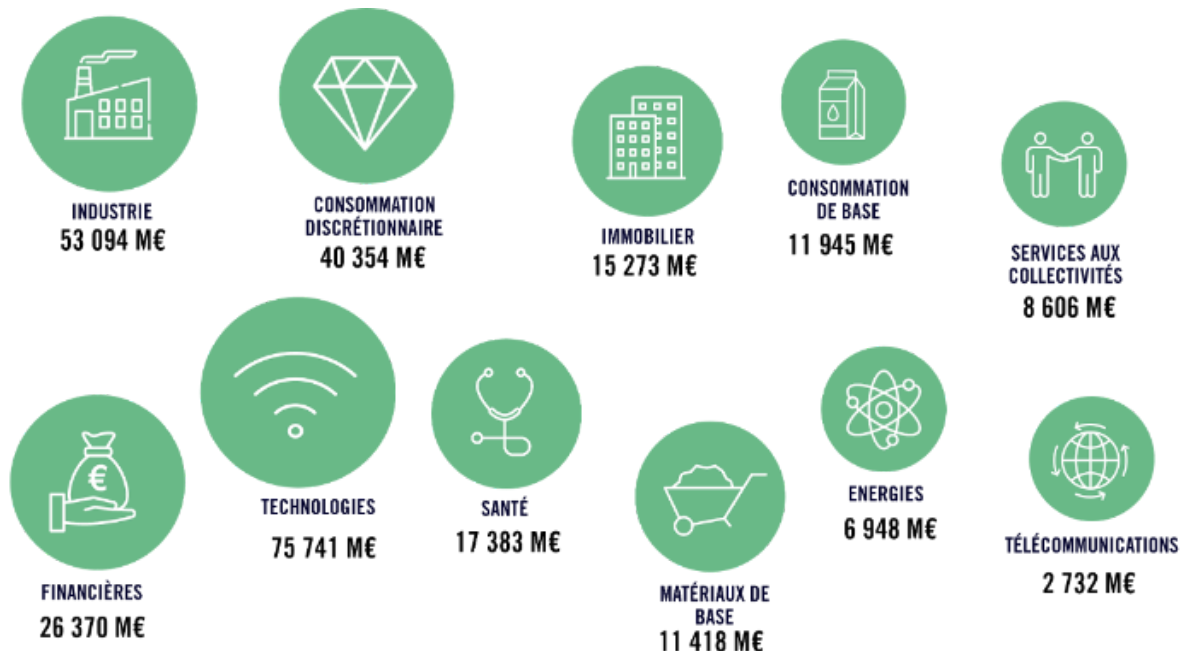 INDUSTRIE
53 094 M€
CONSOMMATION
DISCRÉTIONNAIRE
40 354 M€
IMMOBILIER
15 273 M€
CONSOMMATION
DE BASE
11 945 M€
SERVICES AUX
COLLECTIVITÉS
8 606 M€
€
FINANCIÈRES
26 370 M€
TECHNOLOGIES
75 741 M€
SANTÉ
17 383 M€
MATÉRIAUX DE
BASE
11 418 M€
ENERGIES
6 948 M€
TÉLÉCOMMUNICATIONS
2 732 M€